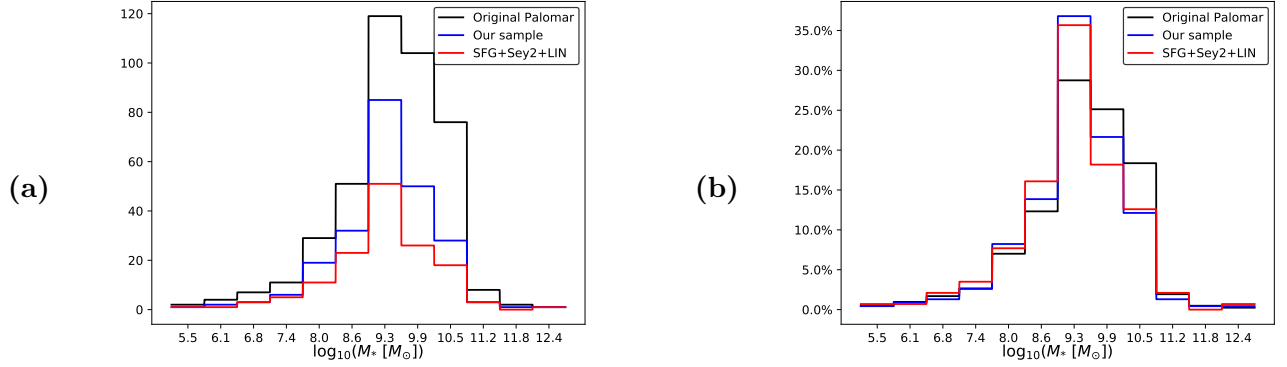 (a)
120
100
80
60
40
20
0
5.5 6.1 6.8 7.4 8.0 8.6 9.3 9.9 10.5 11.2 11.8 12.4
log₁₀(M* [M⊙])
Original Palomar
Our sample
SFG+Sey2+LIN
(b)
35.0%
30.0%
25.0%
20.0%
15.0%
10.0%
5.0%
0.0%
5.5 6.1 6.8 7.4 8.0 8.6 9.3 9.9 10.5 11.2 11.8 12.4
log₁₀(M* [M⊙])
Original Palomar
Our sample
SFG+Sey2+LIN